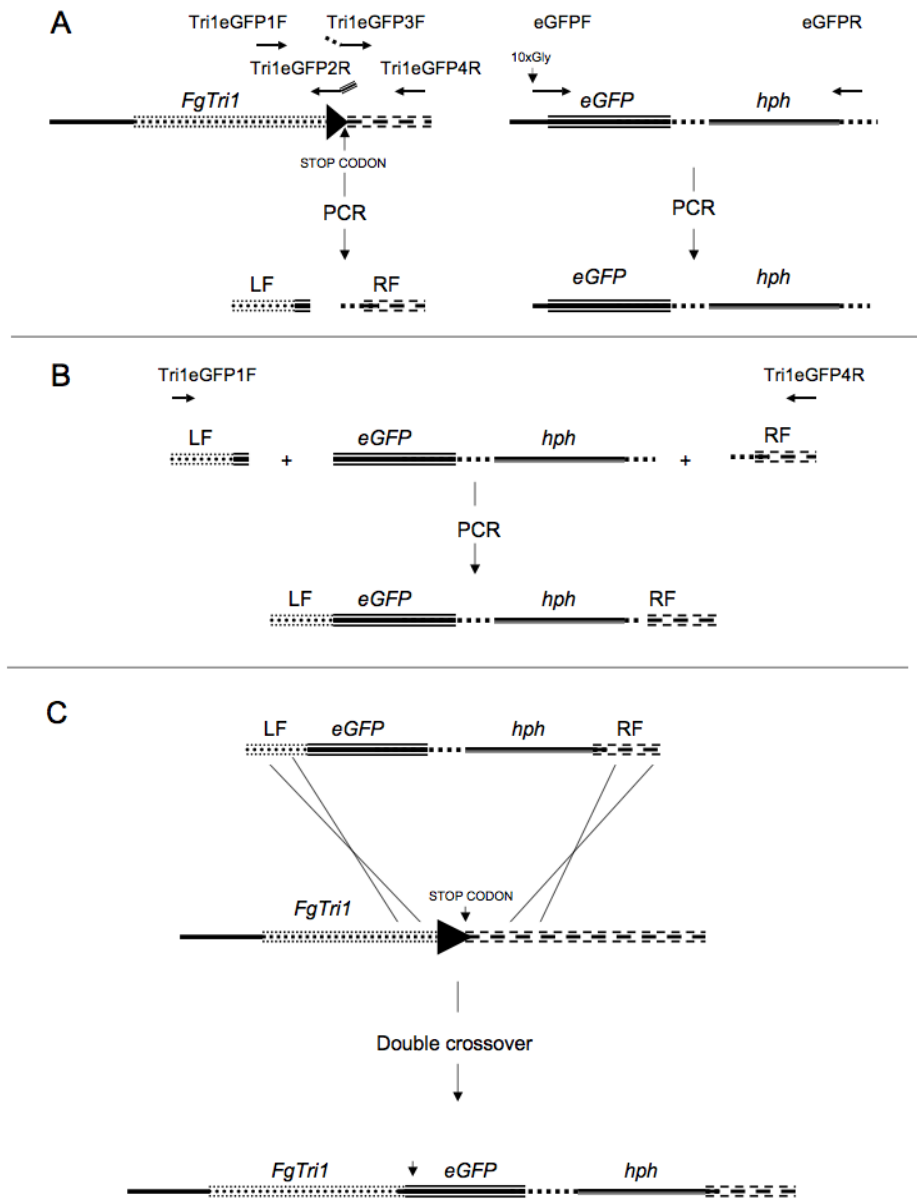 A
Tri1eGFP1F Tri1eGFP3F eGFPF eGFPR
10xGly
Tri1eGFP2R Tri1eGFP4R
FgTri1 eGFP hph
STOP CODON
PCR PCR
LF RF eGFP hph
B
Tri1eGFP1F Tri1eGFP4R
LF eGFP hph RF
+ +
PCR
LF eGFP hph RF
C
LF eGFP hph RF
STOP CODON
FgTri1
Double crossover
FgTri1 eGFP hph